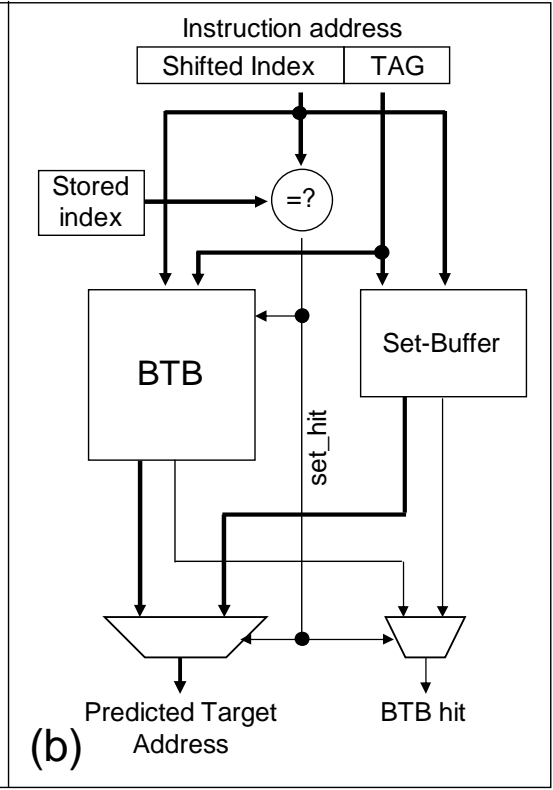 Instruction address
Shifted Index TAG
Stored
index
=?
BTB
Set-Buffer
set_hit
Predicted Target
Address
BTB hit
(b)